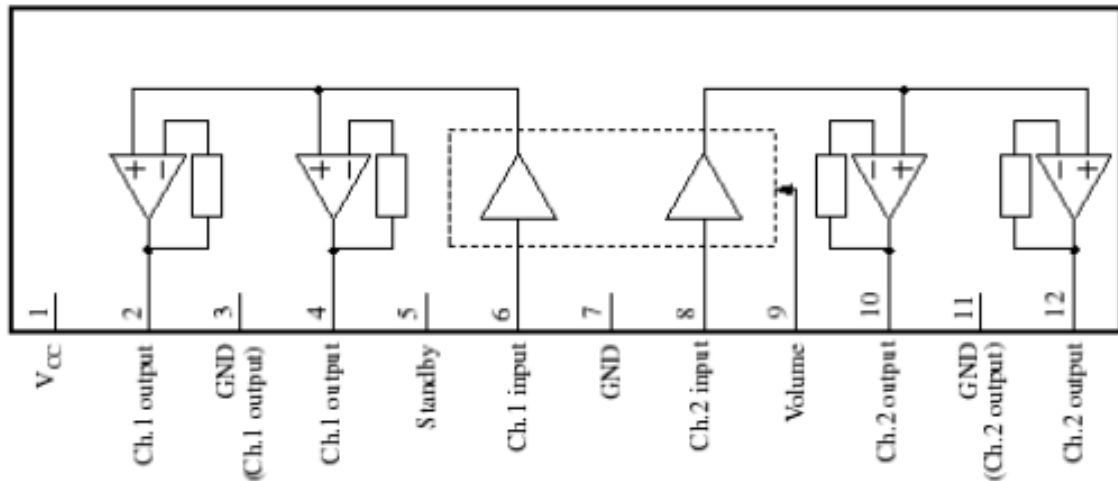 +
−
+
−
−
+
−
+
1
2
3
4
5
6
7
8
9
10
11
12
V_CC
Ch.1 output
GND
(Ch.1 output)
Ch.1 output
Standby
Ch.1 input
GND
Ch.2 input
Volume
Ch.2 output
GND
(Ch.2 output)
Ch.2 output